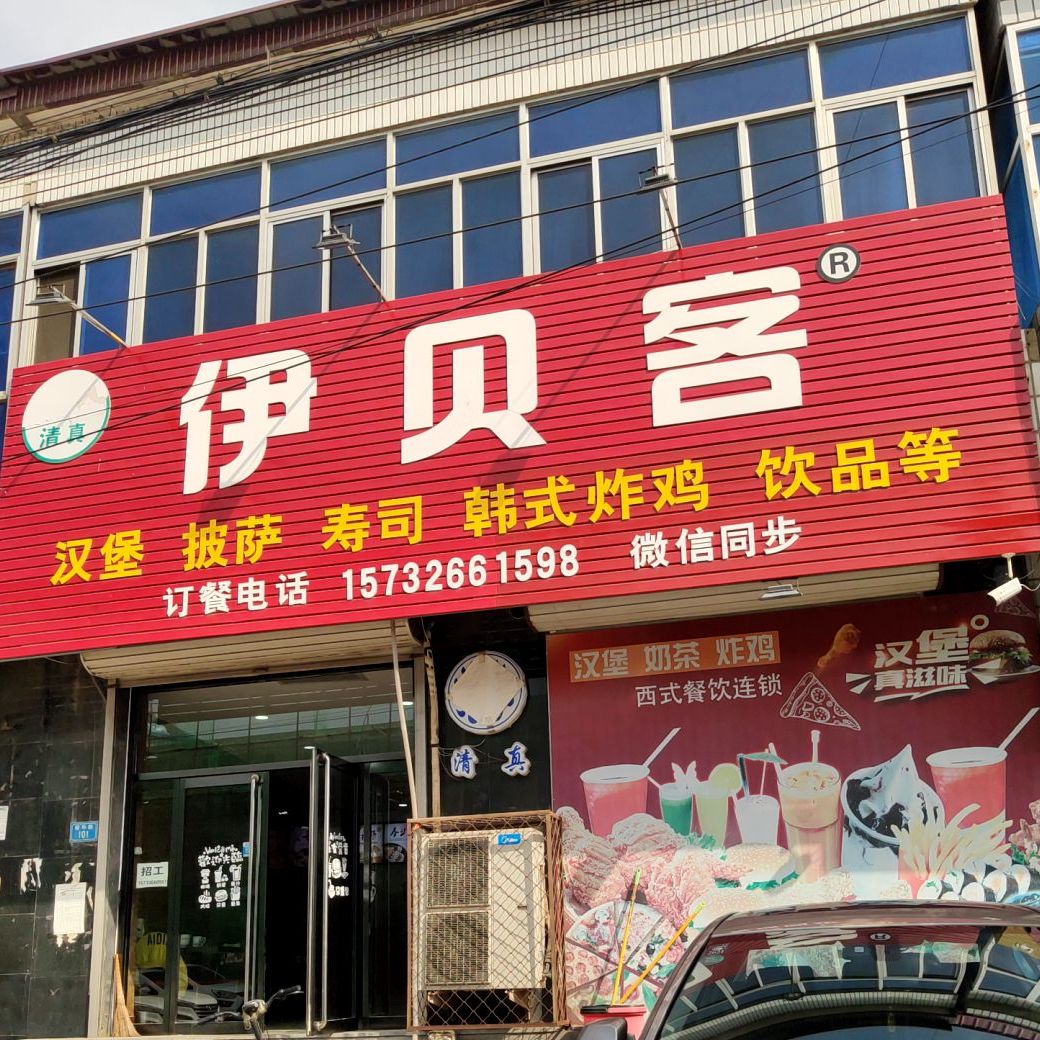 清真
伊贝客®
汉堡 披萨 寿司 韩式炸鸡 饮品等
订餐电话 15732661598 微信同步
汉堡 奶茶 炸鸡
西式餐饮连锁
汉堡
真滋味
清真
101
招工